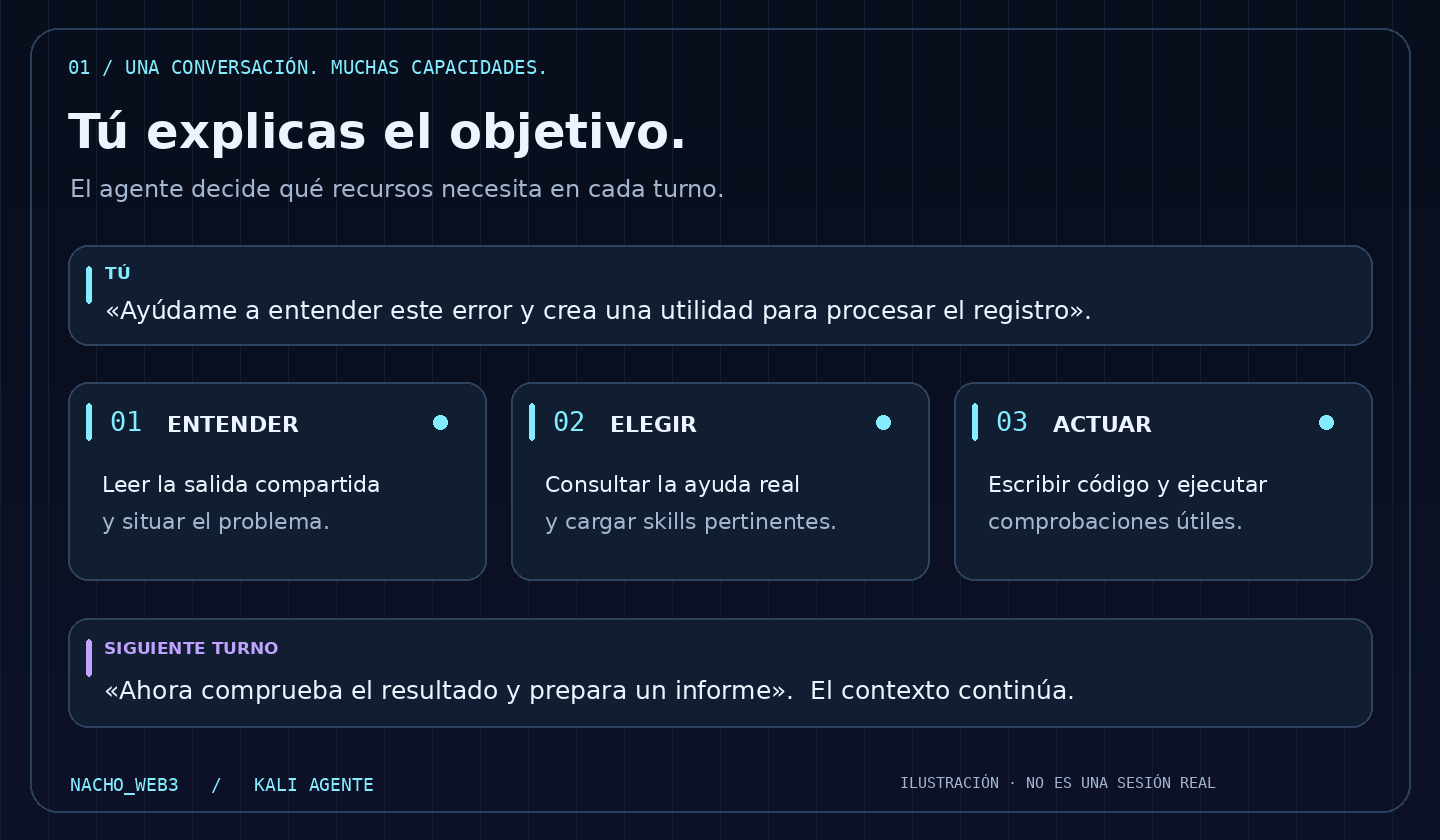 01 / UNA CONVERSACIÓN. MUCHAS CAPACIDADES.
Tú explicas el objetivo.
El agente decide qué recursos necesita en cada turno.
TÚ
«Ayúdame a entender este error y crea una utilidad para procesar el registro».
01 ENTENDER
Leer la salida compartida
y situar el problema.
02 ELEGIR
Consultar la ayuda real
y cargar skills pertinentes.
03 ACTUAR
Escribir código y ejecutar
comprobaciones útiles.
SIGUIENTE TURNO
«Ahora comprueba el resultado y prepara un informe». El contexto continúa.
NACHO_WEB3 / KALI AGENTE
ILUSTRACIÓN · NO ES UNA SESIÓN REAL